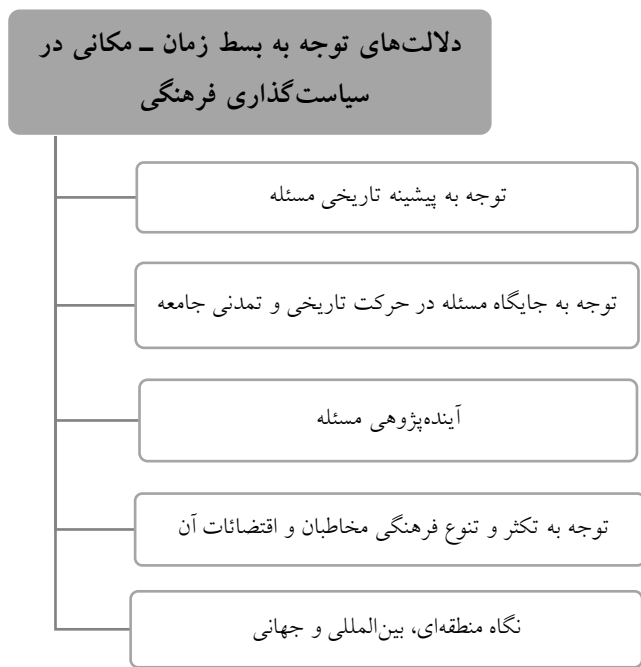 دلالت‌های توجه به بسط زمان ـ مکانی در
سیاست‌گذاری فرهنگی
توجه به پیشینه تاریخی مسئله
توجه به جایگاه مسئله در حرکت تاریخی و تمدنی جامعه
آینده‌پژوهی مسئله
توجه به تکثر و تنوع فرهنگی مخاطبان و اقتضائات آن
نگاه منطقه‌ای، بین‌المللی و جهانی